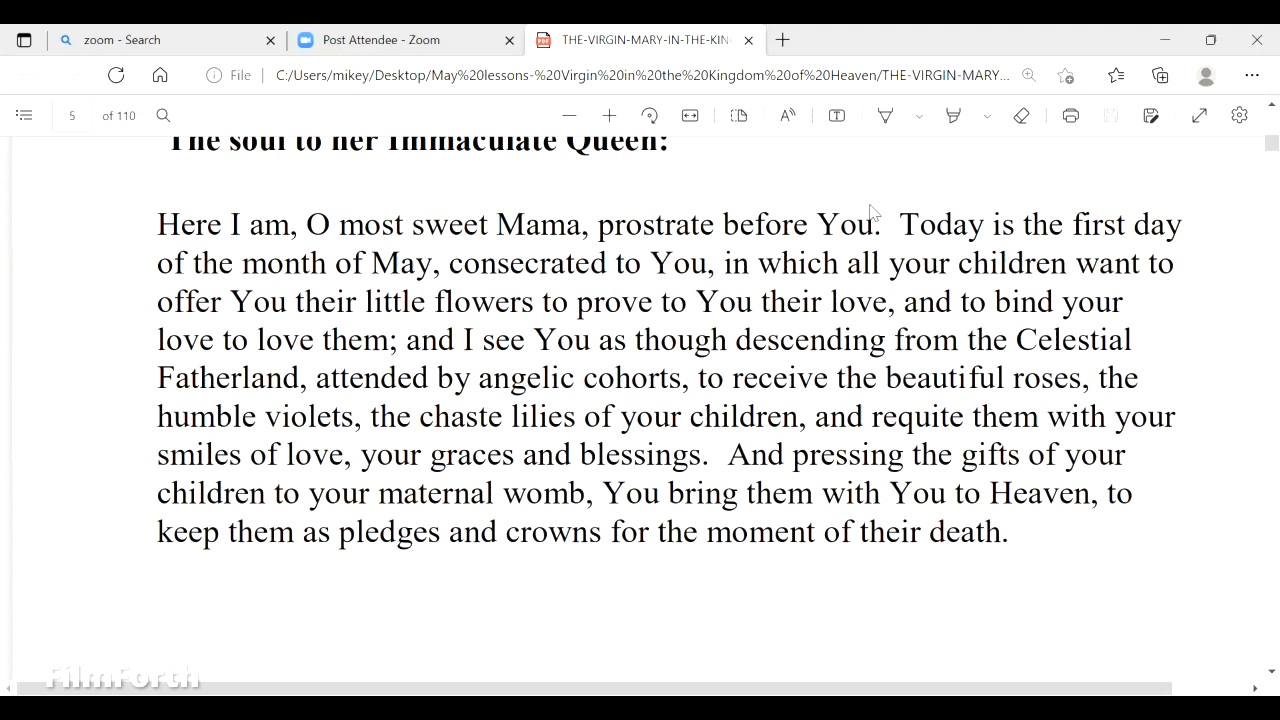 zoom - Search
Post Attendee - Zoom
THE-VIRGIN-MARY-IN-THE-KIN
File
C:/Users/mikey/Desktop/May%20lessons-%20Virgin%20in%20the%20Kingdom%20of%20Heaven/THE-VIRGIN-MARY...
5 of 110
The soul to her Immaculate Queen:
Here I am, O most sweet Mama, prostrate before You.  Today is the first day
of the month of May, consecrated to You, in which all your children want to
offer You their little flowers to prove to You their love, and to bind your
love to love them; and I see You as though descending from the Celestial
Fatherland, attended by angelic cohorts, to receive the beautiful roses, the
humble violets, the chaste lilies of your children, and requite them with your
smiles of love, your graces and blessings.  And pressing the gifts of your
children to your maternal womb, You bring them with You to Heaven, to
keep them as pledges and crowns for the moment of their death.
FilmForth